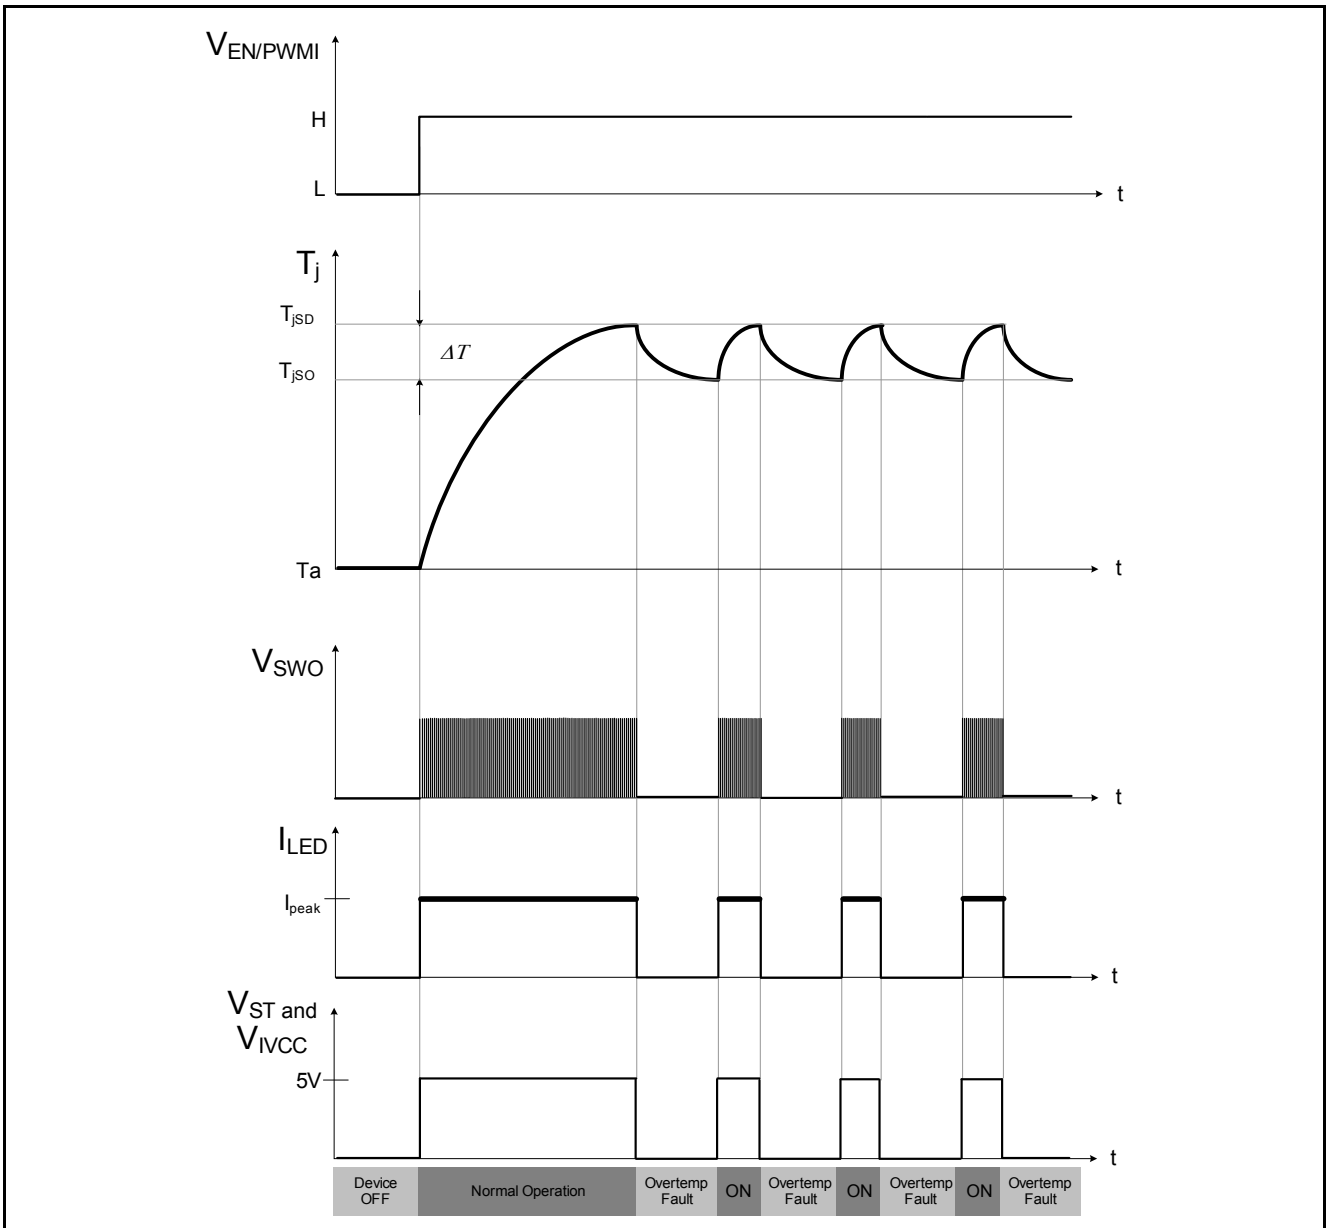 VEN/PWMI
H
L
t
Tj
TjSD
ΔT
TjSO
Ta
t
VSWO
t
ILED
Ipeak
t
VST and
VIVCC
5V
t
Device
OFF
Normal Operation
Overtemp
Fault
ON
Overtemp
Fault
ON
Overtemp
Fault
ON
Overtemp
Fault